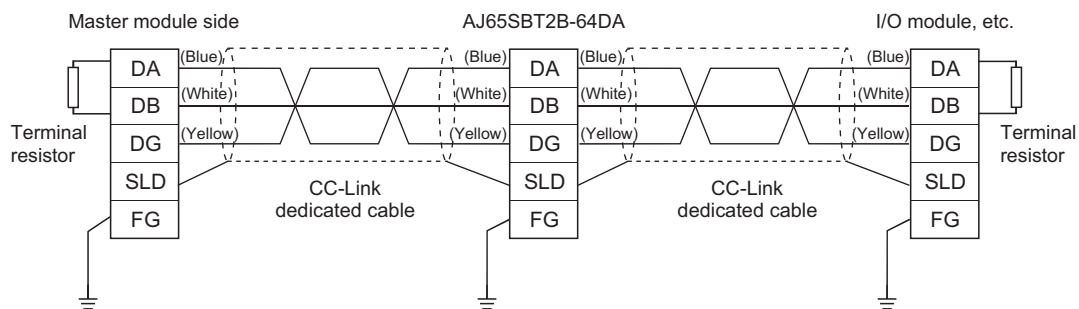 Master module side
AJ65SBT2B-64DA
I/O module, etc.
DA (Blue) (Blue) DA (Blue) (Blue) DA
DB (White) (White) DB (White) (White) DB
DG (Yellow) (Yellow) DG (Yellow) (Yellow) DG
Terminal
resistor
Terminal
resistor
SLD SLD SLD
CC-Link
dedicated cable
CC-Link
dedicated cable
FG FG FG